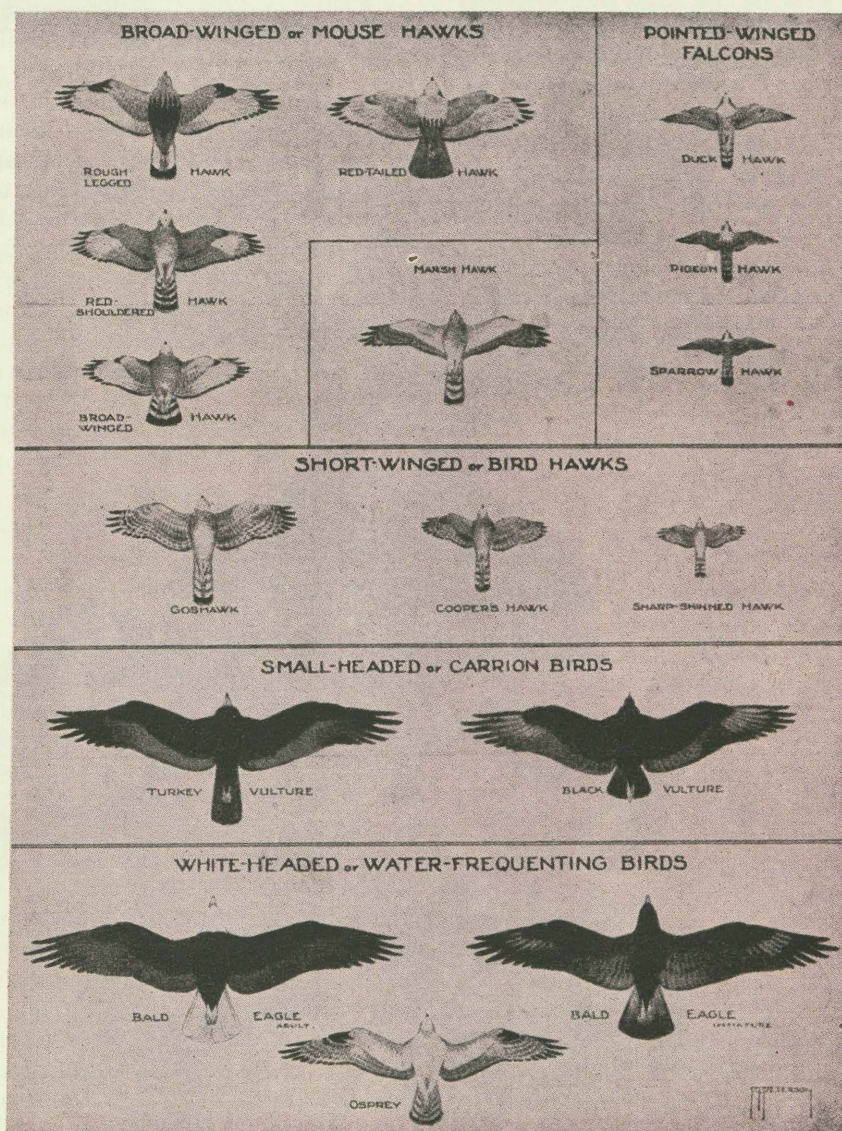 BROAD-WINGED or MOUSE HAWKS
POINTED-WINGED
FALCONS
ROUGH-
LEGGED HAWK
RED-TAILED HAWK
DUCK HAWK
RED-
SHOULDERED HAWK
MARSH HAWK
PIGEON HAWK
BROAD-
WINGED HAWK
SPARROW HAWK
SHORT-WINGED or BIRD HAWKS
GOSHAWK
COOPER'S HAWK
SHARP-SHINNED HAWK
SMALL-HEADED or CARRION BIRDS
TURKEY VULTURE
BLACK VULTURE
WHITE-HEADED or WATER-FREQUENTING BIRDS
BALD EAGLE
ADULT.
BALD EAGLE
IMMATURE
OSPREY
PETERSON